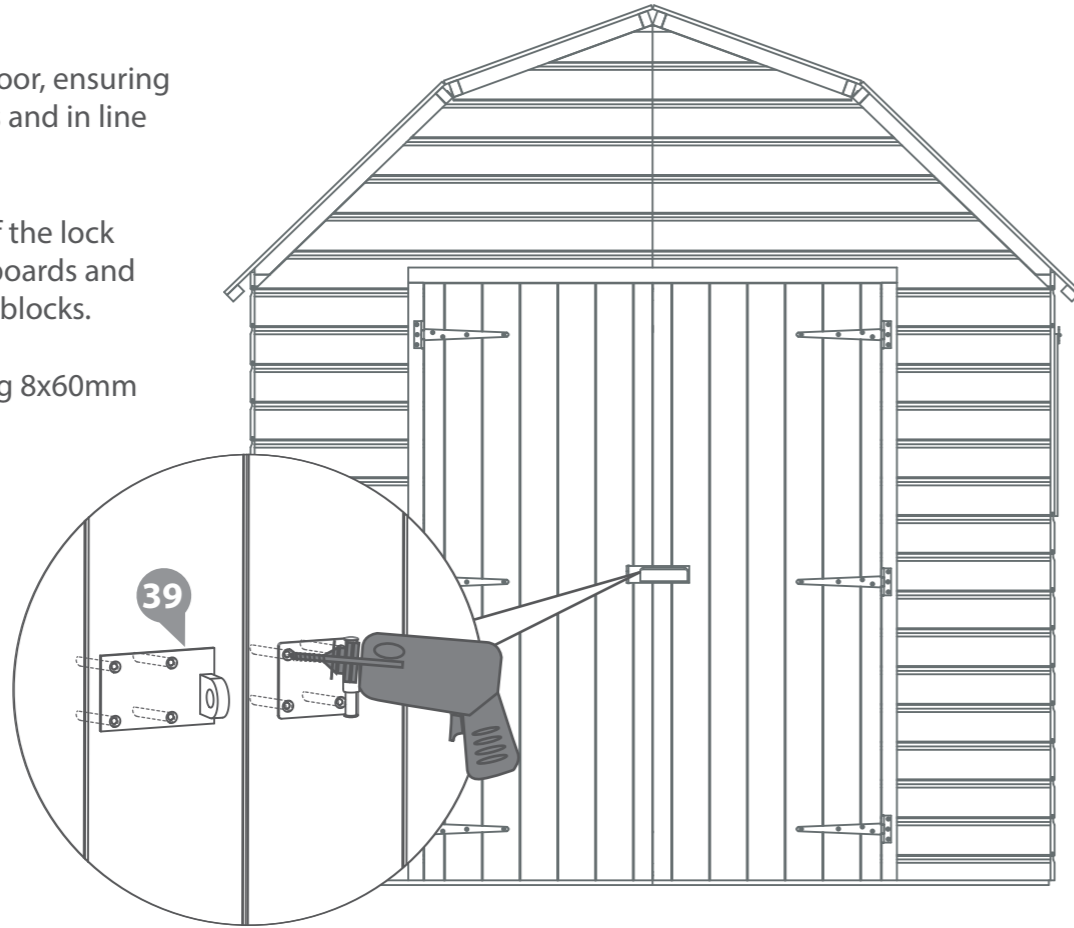 oor, ensuring
and in line
f the lock
boards and
blocks.
g 8x60mm
39